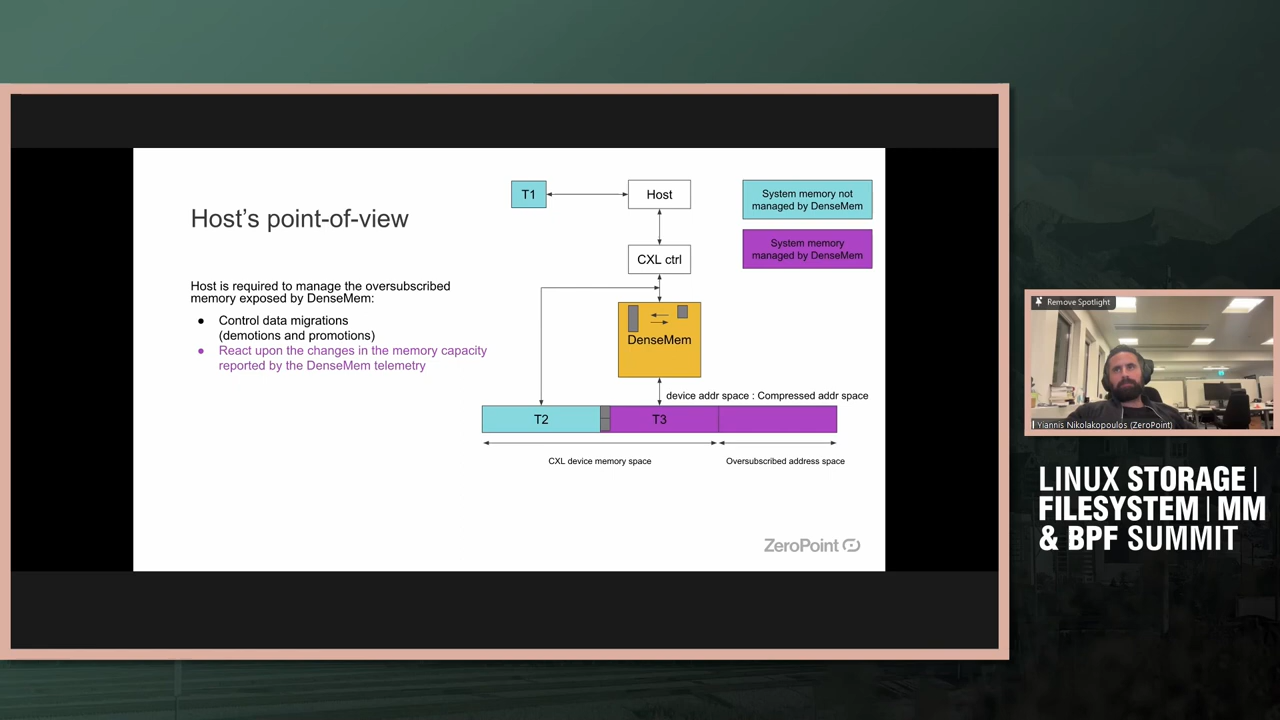 Host's point-of-view
Host is required to manage the oversubscribed
memory exposed by DenseMem:
● Control data migrations
(demotions and promotions)
● React upon the changes in the memory capacity
reported by the DenseMem telemetry
T1
Host
CXL ctrl
DenseMem
System memory not
managed by DenseMem
System memory
managed by DenseMem
device addr space : Compressed addr space
T2
T3
CXL device memory space
Oversubscribed address space
ZeroPoint
Remove Spotlight
Yiannis Nikolakopoulos (ZeroPoint)
LINUX STORAGE |
FILESYSTEM | MM
& BPF SUMMIT